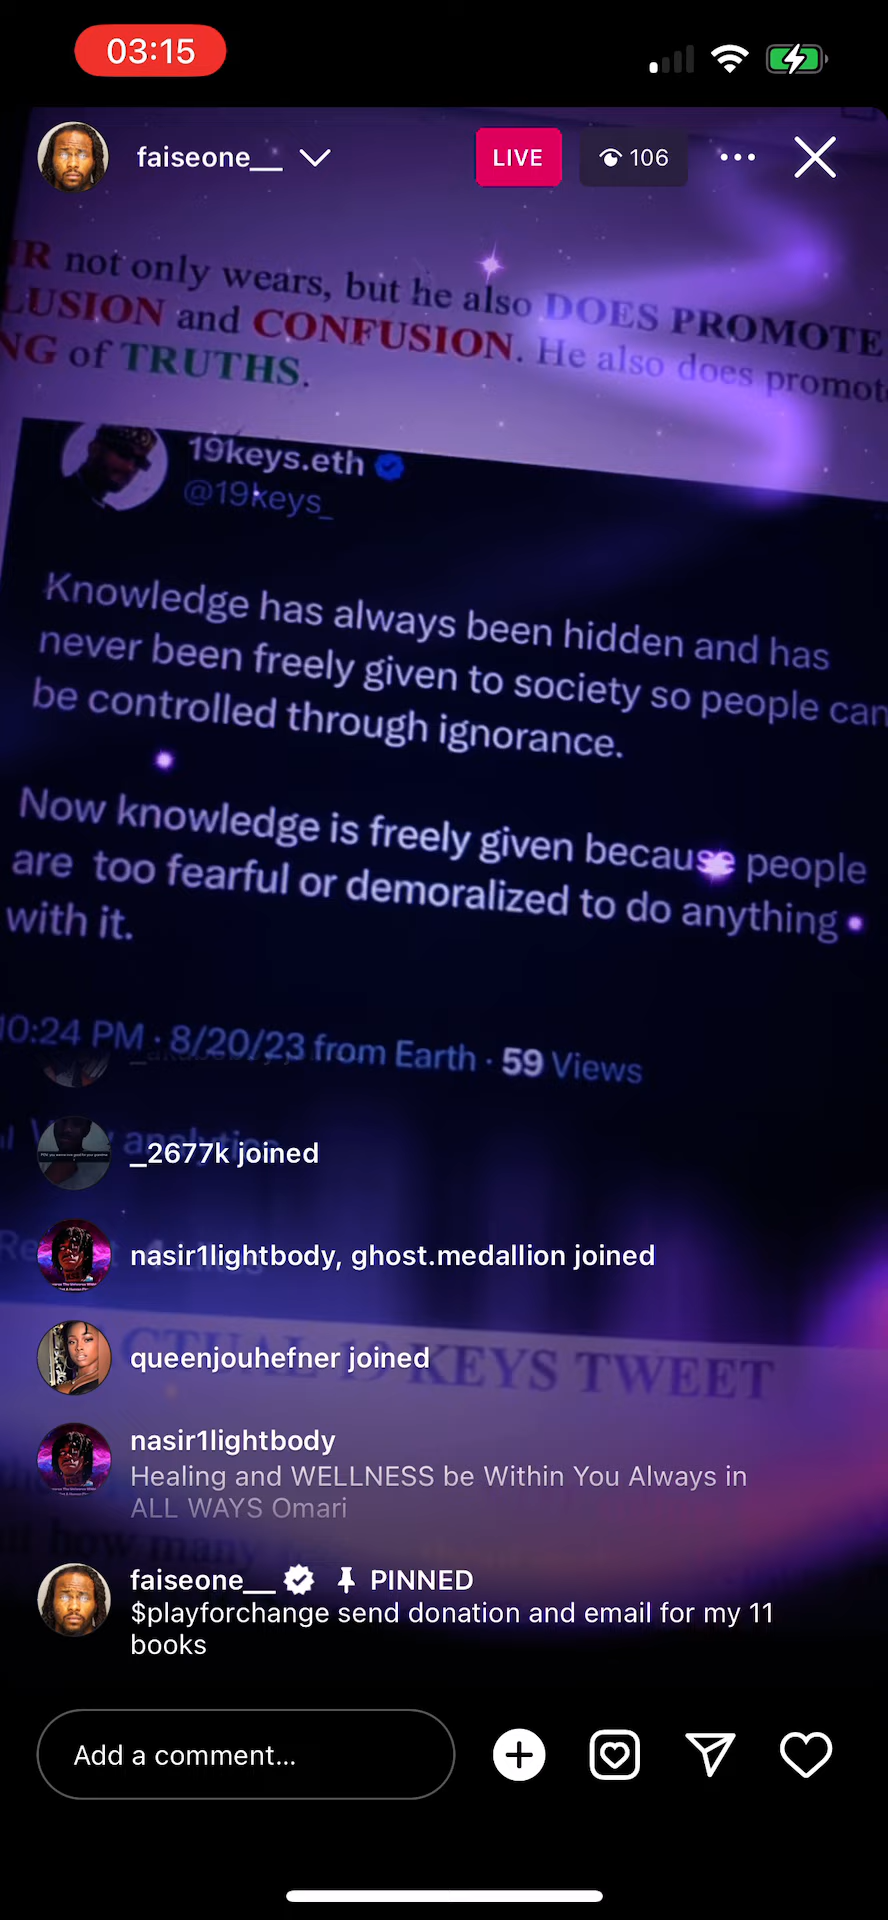 03:15
faiseone__
LIVE
106
R not only wears, but he also DOES PROMOTE
LUSION and CONFUSION. He also does promot
NG of TRUTHS.
19keys.eth
@19keys_
Knowledge has always been hidden and has
never been freely given to society so people can
be controlled through ignorance.
Now knowledge is freely given because people
are too fearful or demoralized to do anything
with it.
10:24 PM · 8/20/23 from Earth · 59 Views
analytics
_2677k joined
nasir1lightbody, ghost.medallion joined
CTUAL 19 KEYS TWEET
queenjouhefner joined
nasir1lightbody
Healing and WELLNESS be Within You Always in
ALL WAYS Omari
how many
faiseone__ PINNED
$playforchange send donation and email for my 11
books
Add a comment...